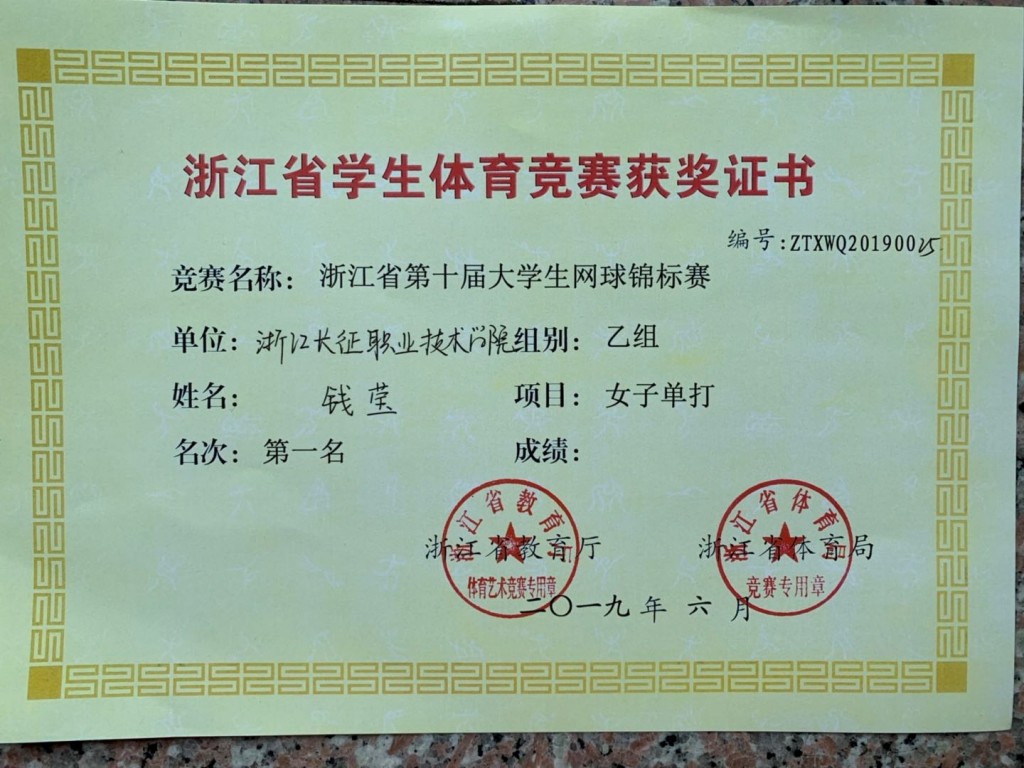 浙江省学生体育竞赛获奖证书
编号:ZTXWQ20190025
竞赛名称: 浙江省第十届大学生网球锦标赛
单位: 浙江长征职业技术学院 组别: 乙组
姓名: 钱莹 项目: 女子单打
名次: 第一名 成绩:
浙江省教育厅 浙江省体育局
浙江省教育厅 体育艺术竞赛专用章
浙江省体育局 竞赛专用章
二〇一九年 六 月